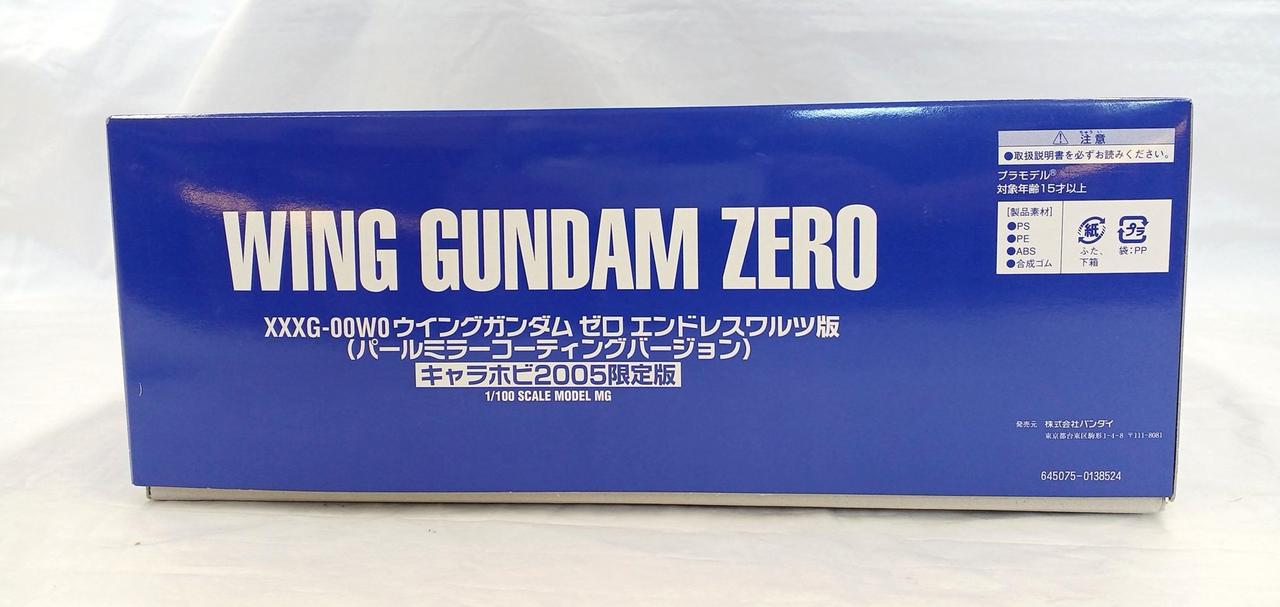 WING GUNDAM ZERO
XXXG-00W0ウイングガンダム ゼロ エンドレスワルツ版
（パールミラーコーティングバージョン）
キャラホビ2005限定版
1/100 SCALE MODEL MG
⚠ 注意
ちゅうい
●取扱説明書を必ずお読みください。
プラモデル®
対象年齢15才以上
[製品素材]
●PS
●PE
●ABS
●合成ゴム
紙
ふた、
下箱
プラ
袋:PP
発売元 株式会社バンダイ
東京都台東区駒形1-4-8 〒111-8081
645075-0138524